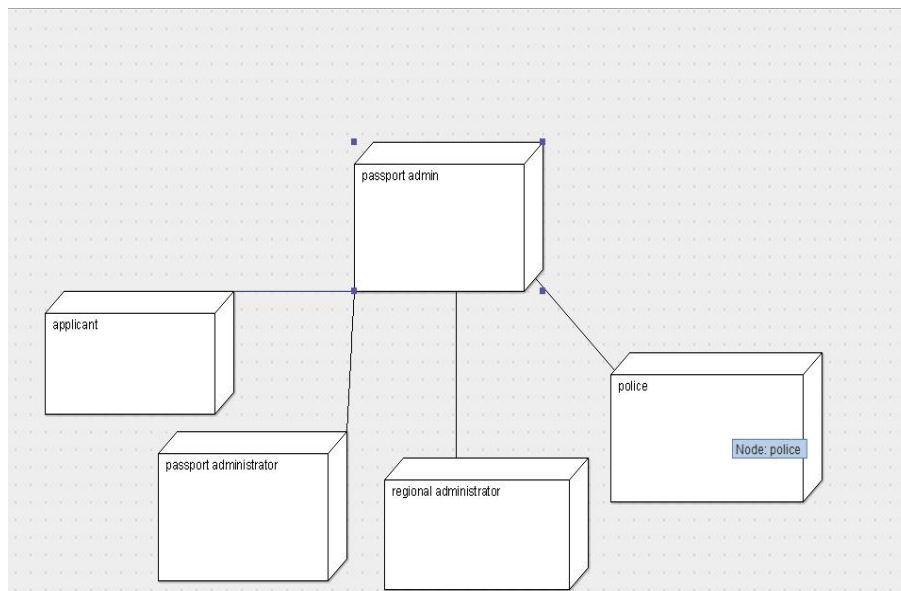 passport admin
applicant
police
Node: police
passport administrator
regional administrator